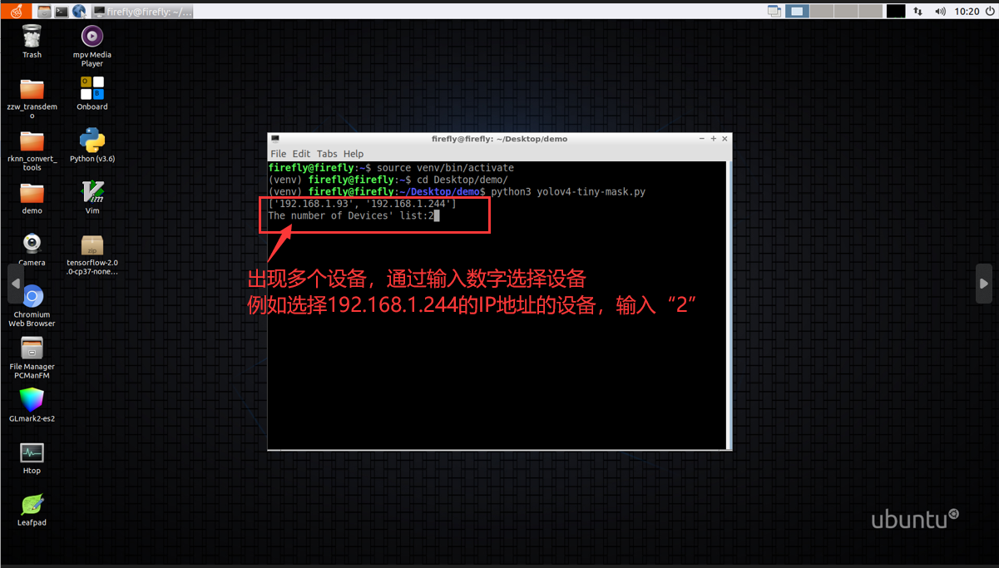 firefly@firefly: ~/...
10:20
Trash
mpv Media
Player
zzw_transdem
o
Onboard
rknn_convert_
tools
Python (v3.6)
demo
Vim
Camera
zip
tensorflow-2.0
.0-cp37-none...
Chromium
Web Browser
File Manager
PCManFM
GLmark2-es2
Htop
Leafpad
firefly@firefly: ~/Desktop/demo
File Edit Tabs Help
firefly@firefly:~$ source venv/bin/activate
(venv) firefly@firefly:~$ cd Desktop/demo/
(venv) firefly@firefly:~/Desktop/demo$ python3 yolov4-tiny-mask.py
['192.168.1.93', '192.168.1.244']
The number of Devices' list:2
出现多个设备，通过输入数字选择设备
例如选择192.168.1.244的IP地址的设备，输入“2”
ubuntu